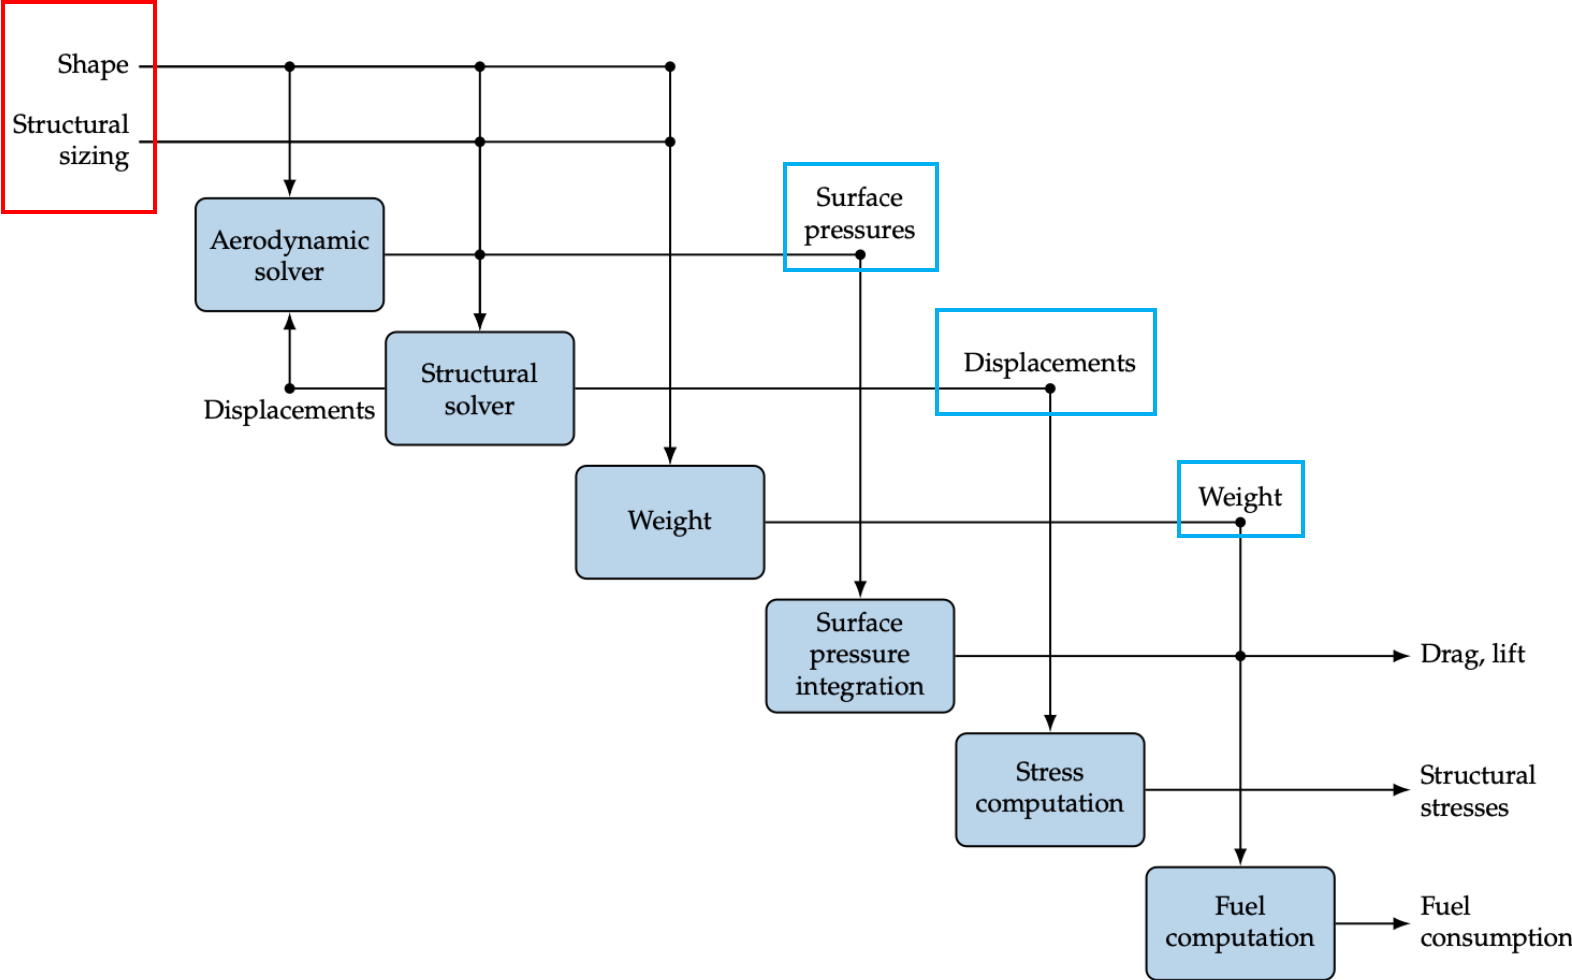 Shape
Structural
sizing
Surface
pressures
Aerodynamic
solver
Displacements
Structural
solver
Displacements
Weight
Weight
Surface
pressure
integration
Drag, lift
Stress
computation
Structural
stresses
Fuel
computation
Fuel
consumption